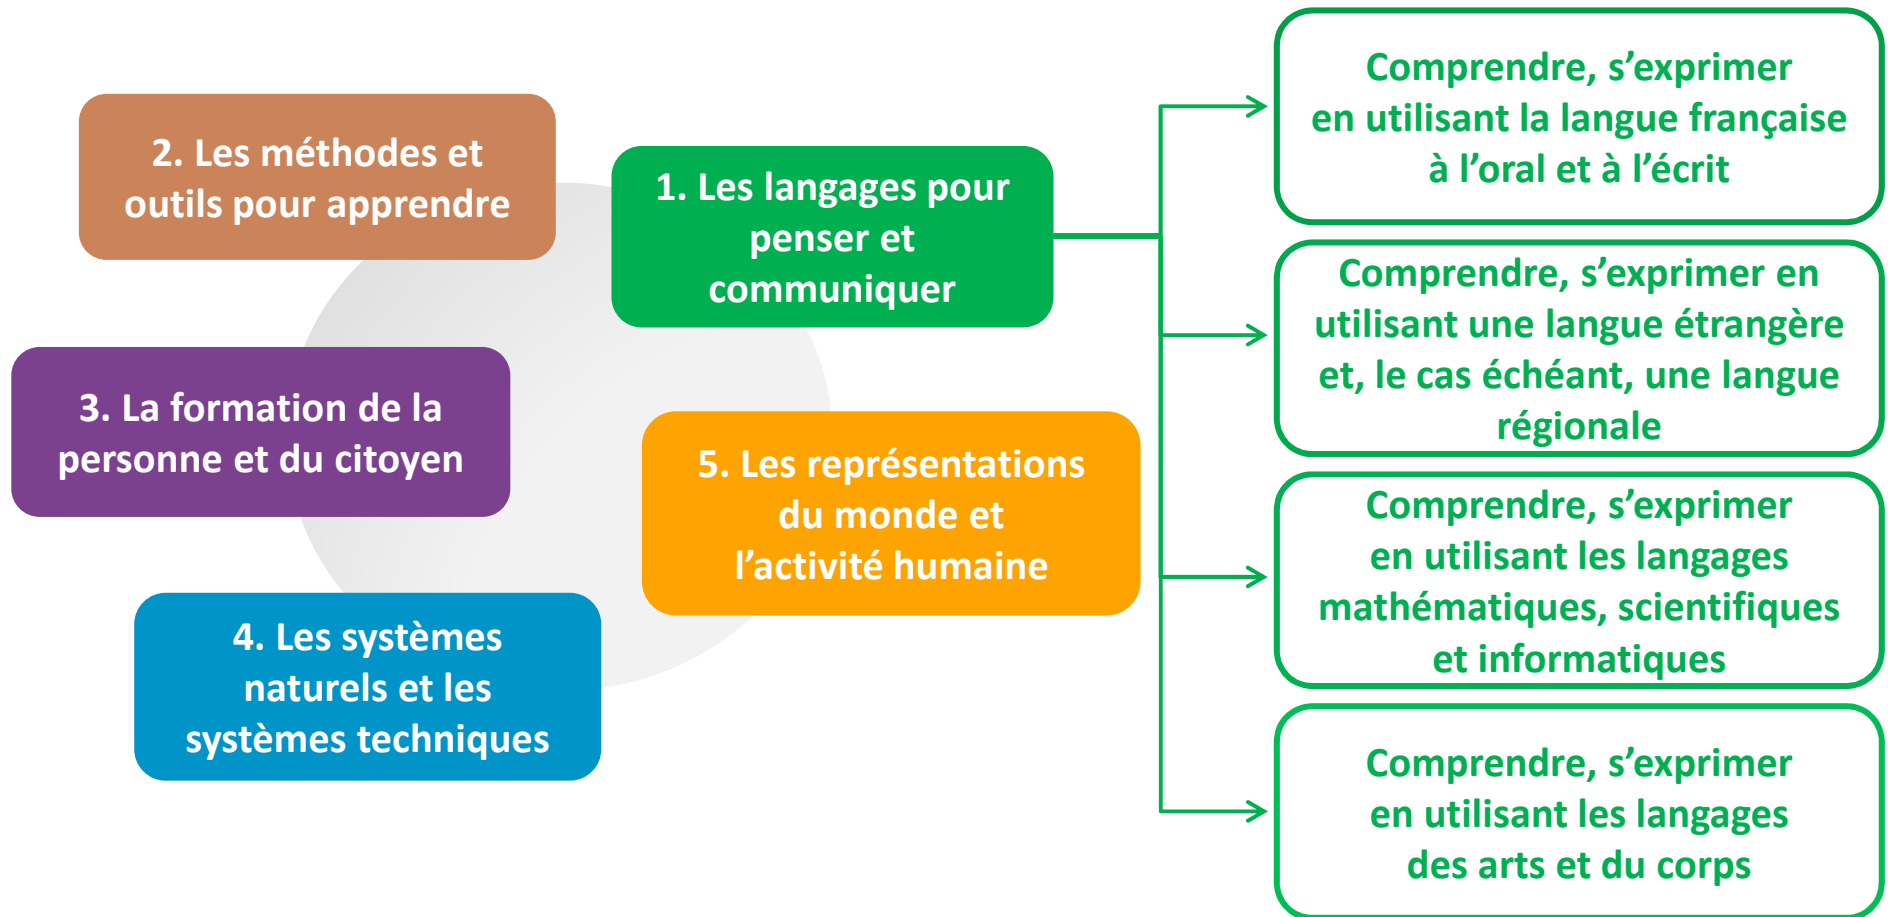 2. Les méthodes et
outils pour apprendre
1. Les langages pour
penser et
communiquer
3. La formation de la
personne et du citoyen
5. Les représentations
du monde et
l’activité humaine
4. Les systèmes
naturels et les
systèmes techniques
Comprendre, s’exprimer
en utilisant la langue française
à l’oral et à l’écrit
Comprendre, s’exprimer en
utilisant une langue étrangère
et, le cas échéant, une langue
régionale
Comprendre, s’exprimer
en utilisant les langages
mathématiques, scientifiques
et informatiques
Comprendre, s’exprimer
en utilisant les langages
des arts et du corps